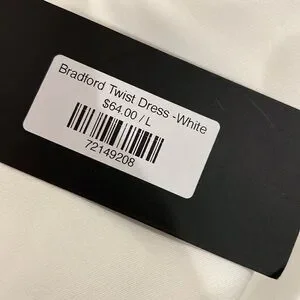 Bradford Twist Dress -White
$64.00 / L
72149208